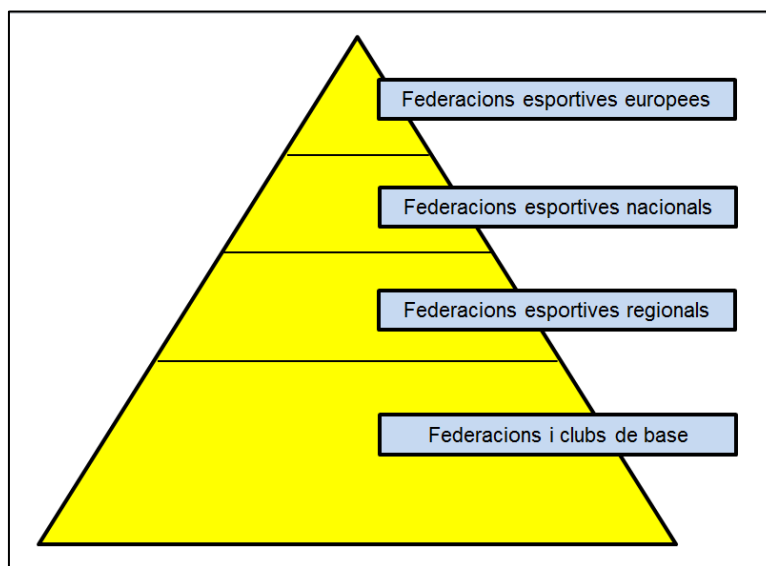 Federacions esportives europees
Federacions esportives nacionals
Federacions esportives regionals
Federacions i clubs de base